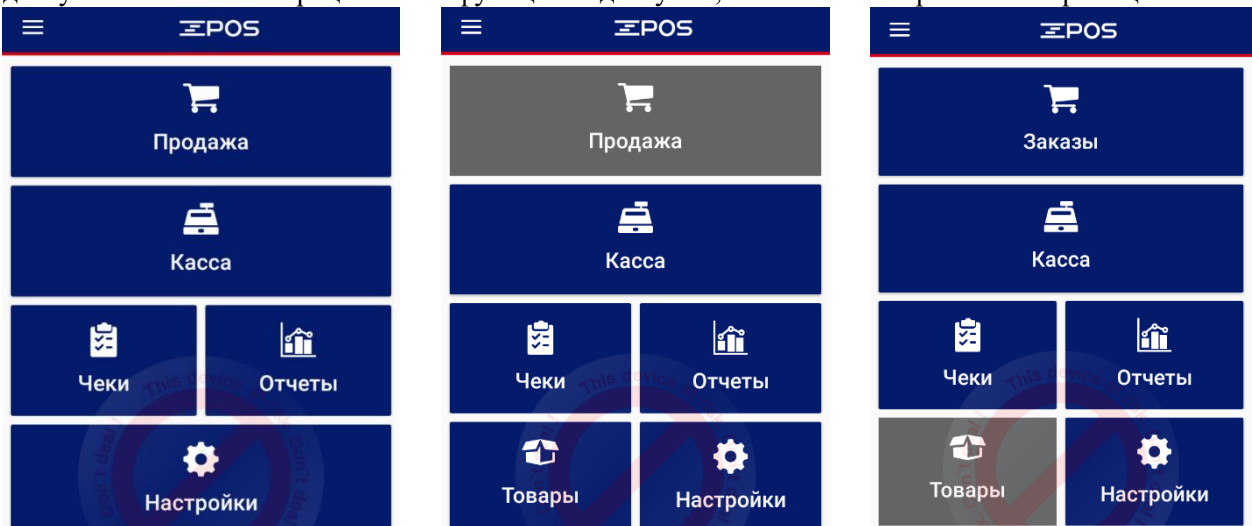 EPOS
Продажа
Касса
Чеки
Отчеты
Настройки
EPOS
Продажа
Касса
Чеки
Отчеты
Товары
Настройки
EPOS
Заказы
Касса
Чеки
Отчеты
Товары
Настройки